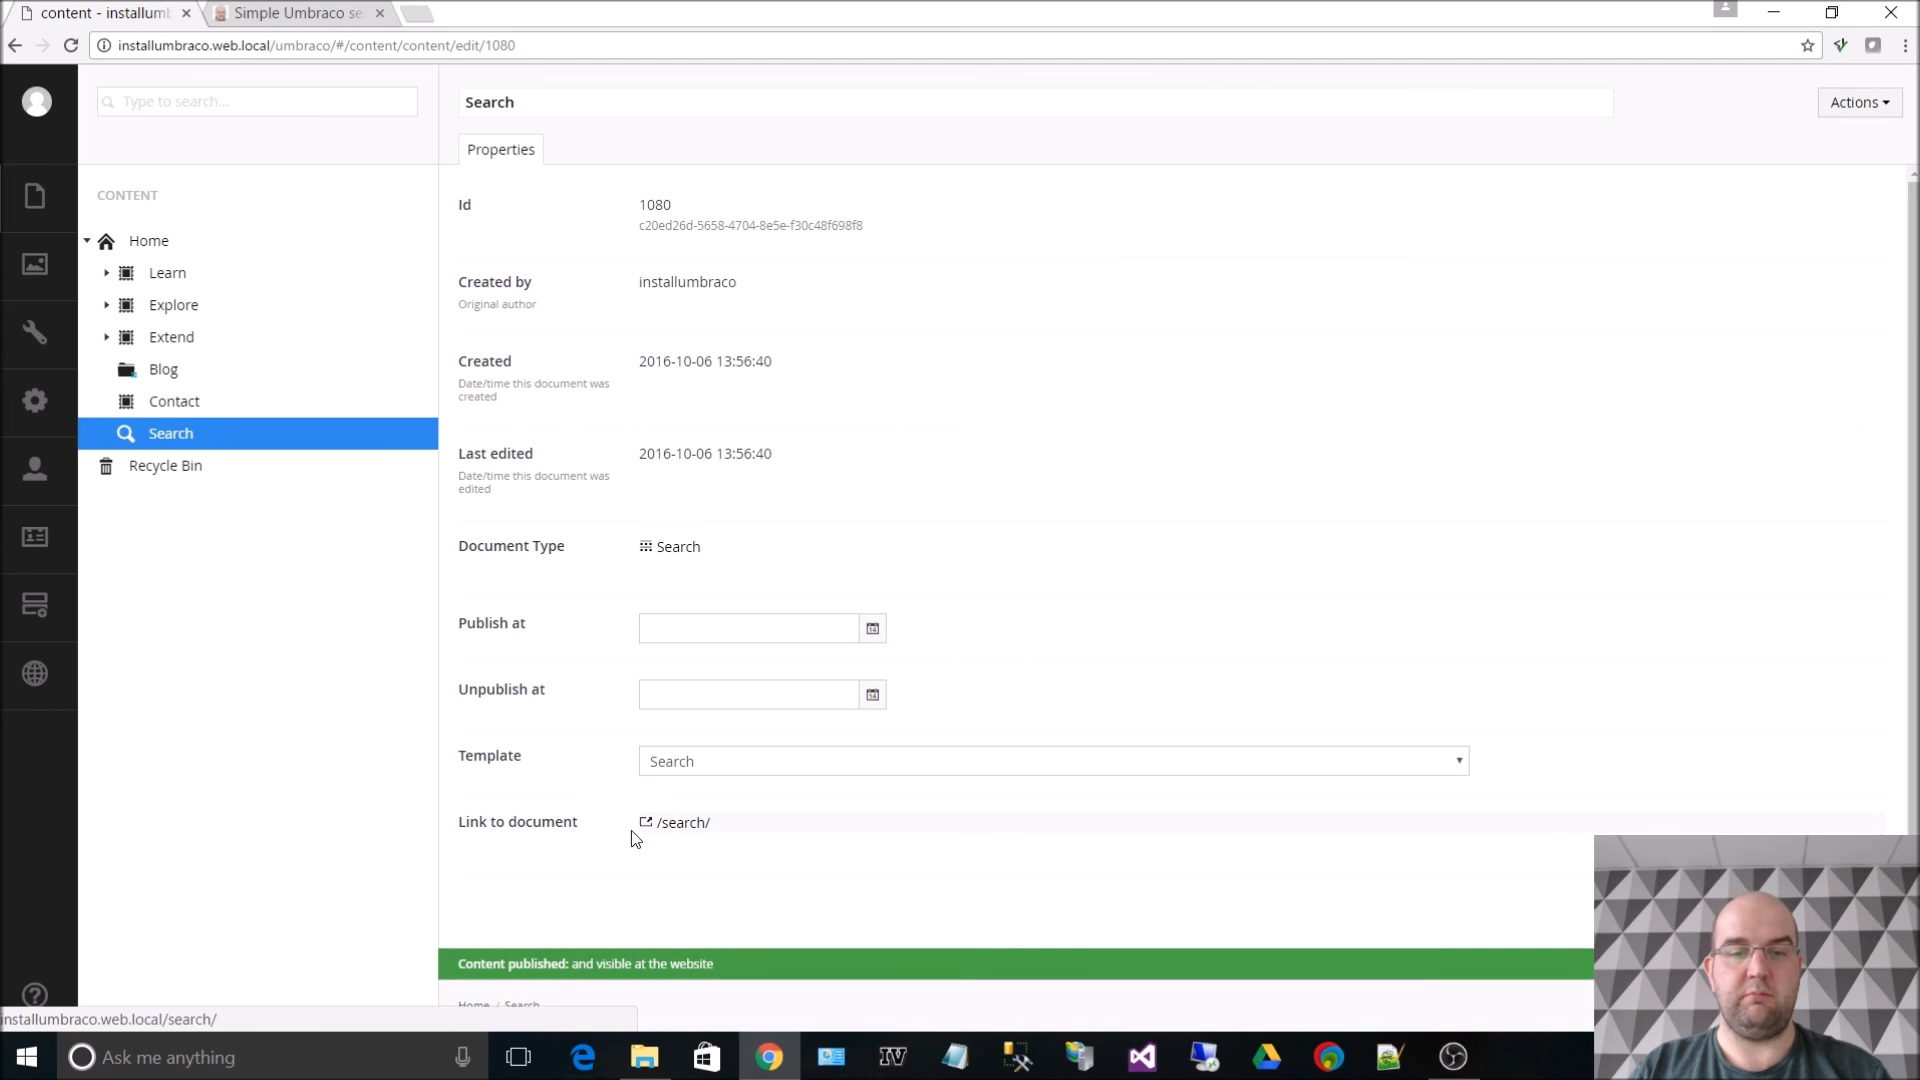 content - installumb
Simple Umbraco se
installumbraco.web.local/umbraco/#/content/content/edit/1080
Type to search...
Search
Actions
Properties
CONTENT
Home
Learn
Explore
Extend
Blog
Contact
Search
Recycle Bin
Id
1080
c20ed26d-5658-4704-8e5e-f30c48f698f8
Created by
installumbraco
Original author
Created
2016-10-06 13:56:40
Date/time this document was
created
Last edited
2016-10-06 13:56:40
Date/time this document was
edited
Document Type
Search
Publish at
14
Unpublish at
14
Template
Search
Link to document
/search/
Content published: and visible at the website
Home / Search
installumbraco.web.local/search/
Ask me anything
IV